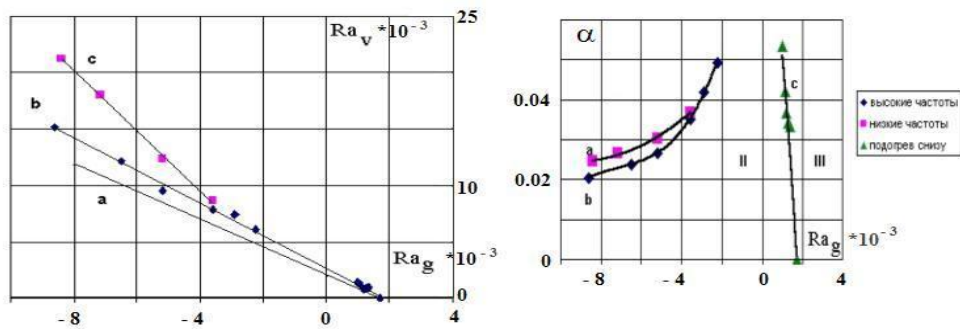 25
Ra_v *10⁻³
c
b
a
10
Ra_g *10⁻³
0
- 8
- 4
0
4
α
c
0.04
a
0.02
b
II
III
Ra_g *10⁻³
0
- 8
- 4
0
4
высокие частоты
низкие частоты
подогрев снизу